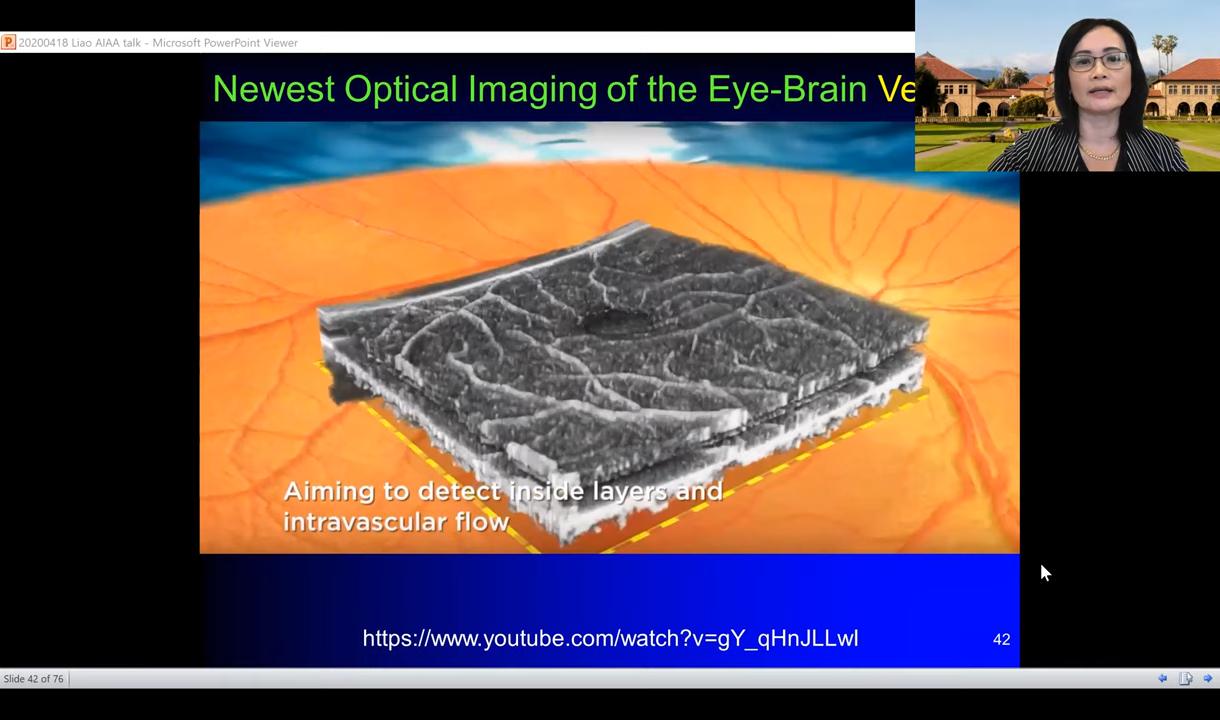 20200418 Liao AIAA talk - Microsoft PowerPoint Viewer
Newest Optical Imaging of the Eye-Brain Ve
Aiming to detect inside layers and
intravascular flow
https://www.youtube.com/watch?v=gY_qHnJLLwI
42
Slide 42 of 76